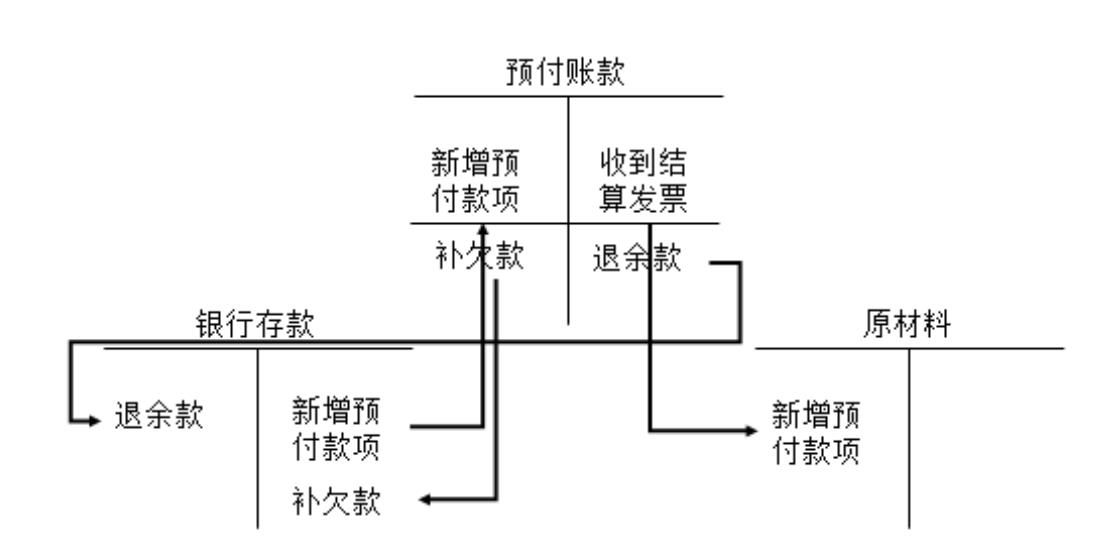 预付账款
新增预
付款项
收到结
算发票
补欠款
退余款
银行存款
退余款
新增预
付款项
补欠款
原材料
新增预
付款项